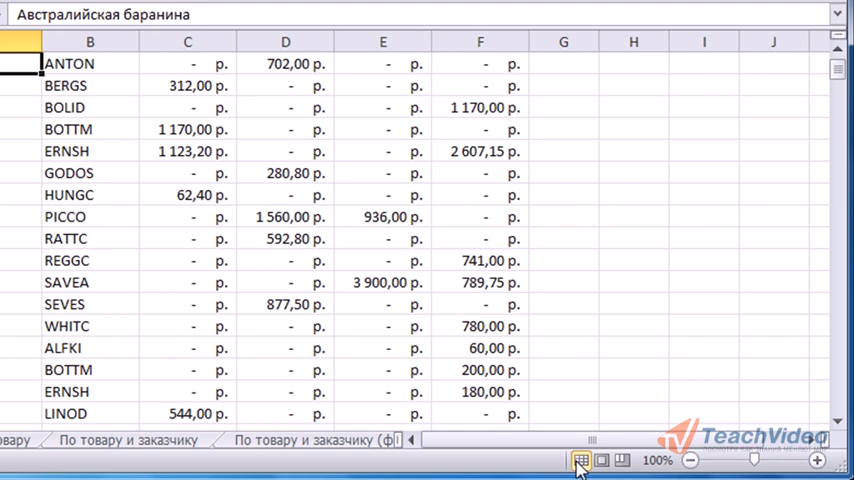 Австралийская баранина
B C D E F G H I J
ANTON - р. 702,00 р. - р. - р.
BERGS 312,00 р. - р. - р. - р.
BOLID - р. - р. - р. 1 170,00 р.
BOTTM 1 170,00 р. - р. - р. - р.
ERNSH 1 123,20 р. - р. - р. 2 607,15 р.
GODOS - р. 280,80 р. - р. - р.
HUNGC 62,40 р. - р. - р. - р.
PICCO - р. 1 560,00 р. 936,00 р. - р.
RATTC - р. 592,80 р. - р. - р.
REGGC - р. - р. - р. 741,00 р.
SAVEA - р. - р. 3 900,00 р. 789,75 р.
SEVES - р. 877,50 р. - р. - р.
WHITC - р. - р. - р. 780,00 р.
ALFKI - р. - р. - р. 60,00 р.
BOTTM - р. - р. - р. 200,00 р.
ERNSH - р. - р. - р. 180,00 р.
LINOD 544,00 р. - р. - р. - р.
овару По товару и заказчику По товару и заказчику (ф
TeachVideo
100%